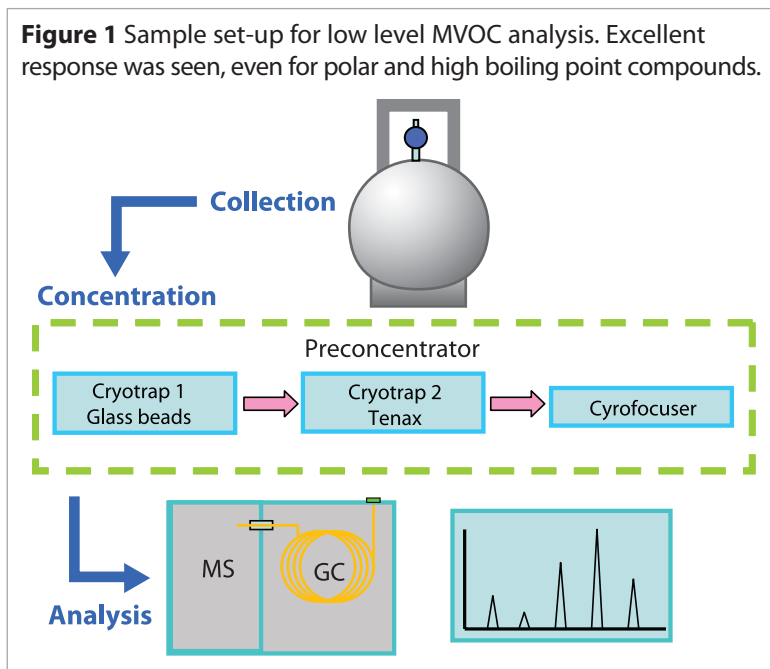 Figure 1 Sample set-up for low level MVOC analysis. Excellent
response was seen, even for polar and high boiling point compounds.
Collection
Concentration
Preconcentrator
Cryotrap 1
Glass beads
Cryotrap 2
Tenax
Cyrofocuser
MS
GC
Analysis